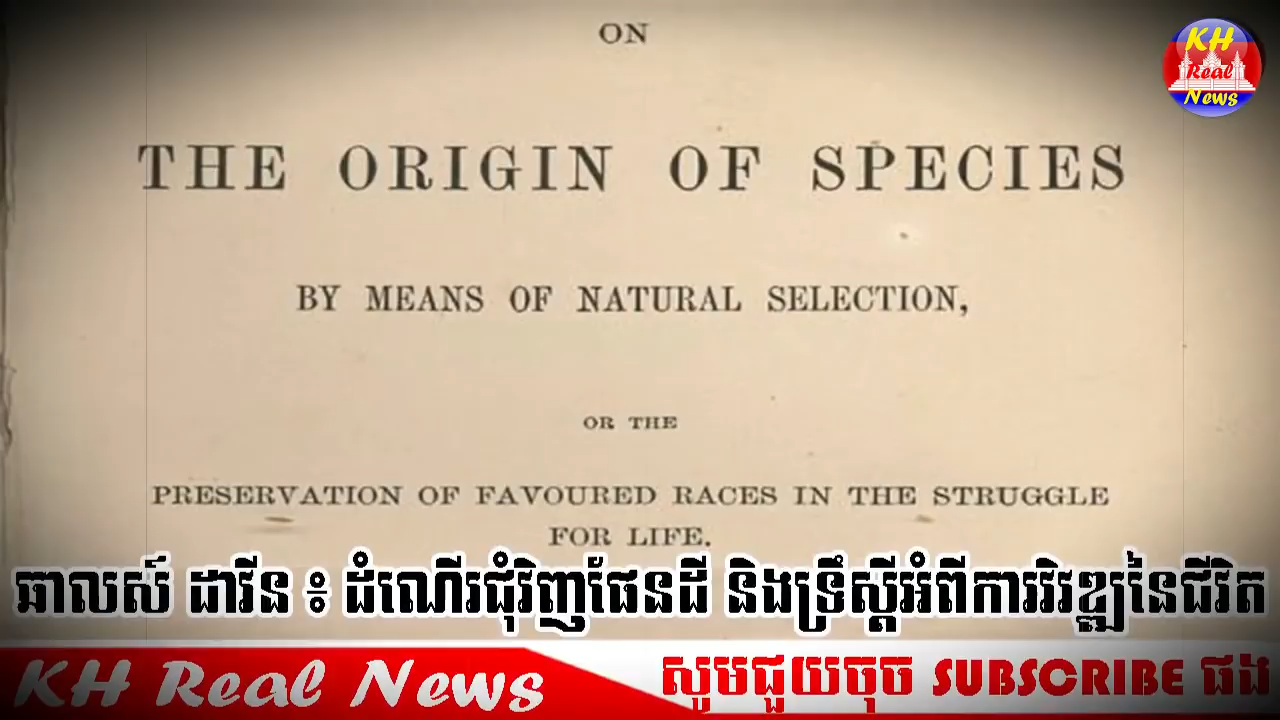 ON
KH
Real
News
THE ORIGIN OF SPECIES
BY MEANS OF NATURAL SELECTION,
OR THE
PRESERVATION OF FAVOURED RACES IN THE STRUGGLE
FOR LIFE.
ឆាលស៍ ដាវីន ៖ ដំណើរជុំវិញផែនដី និងទ្រឹស្តីអំពីការវិវឌ្ឍនៃជីវិត
KH Real News
សូមជួយចុច SUBSCRIBE ផង